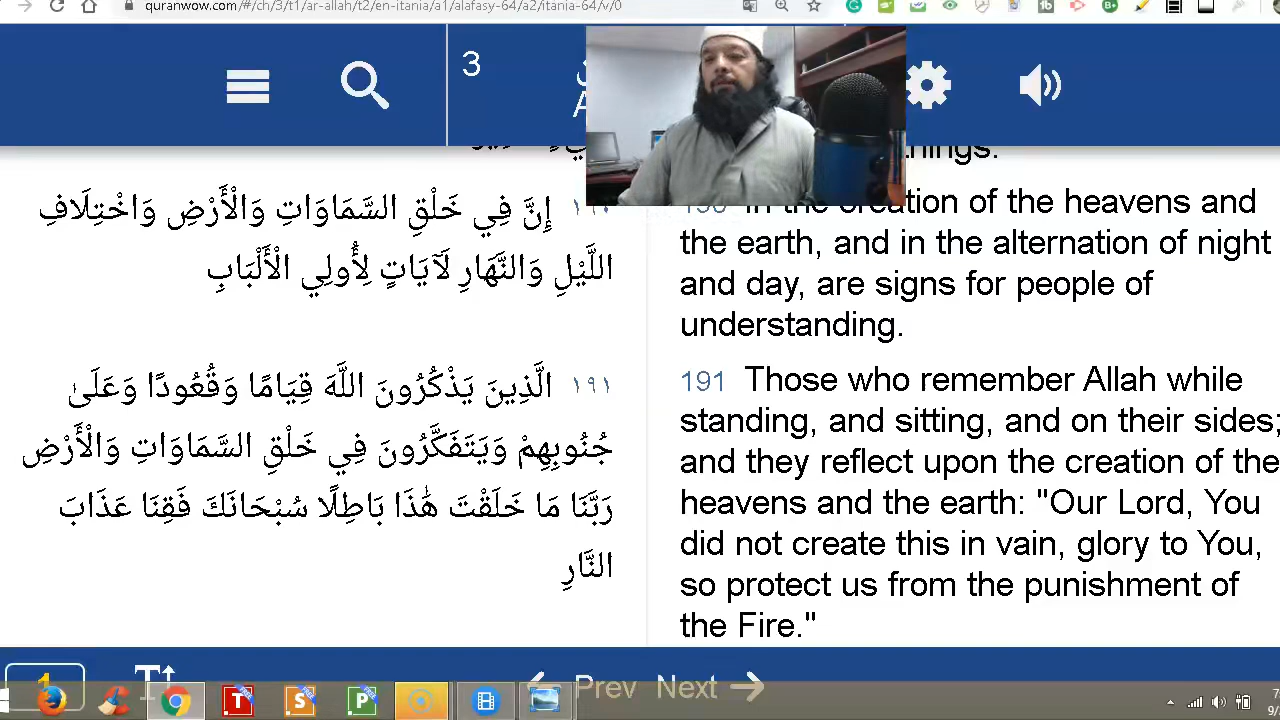 quranwow.com/#/ch/3/t1/ar-allah/t2/en-itania/a1/alafasy-64/a2/itania-64/v/0
3
things.
١٩٠ إِنَّ فِي خَلْقِ السَّمَاوَاتِ وَالْأَرْضِ وَاخْتِلَافِ
اللَّيْلِ وَالنَّهَارِ لَآيَاتٍ لِأُولِي الْأَلْبَابِ
190 In the creation of the heavens and
the earth, and in the alternation of night
and day, are signs for people of
understanding.
١٩١ الَّذِينَ يَذْكُرُونَ اللَّهَ قِيَامًا وَقُعُودًا وَعَلَىٰ
جُنُوبِهِمْ وَيَتَفَكَّرُونَ فِي خَلْقِ السَّمَاوَاتِ وَالْأَرْضِ
رَبَّنَا مَا خَلَقْتَ هَٰذَا بَاطِلًا سُبْحَانَكَ فَقِنَا عَذَابَ
النَّارِ
191 Those who remember Allah while
standing, and sitting, and on their sides;
and they reflect upon the creation of the
heavens and the earth: "Our Lord, You
did not create this in vain, glory to You,
so protect us from the punishment of
the Fire."
1
T
Prev Next